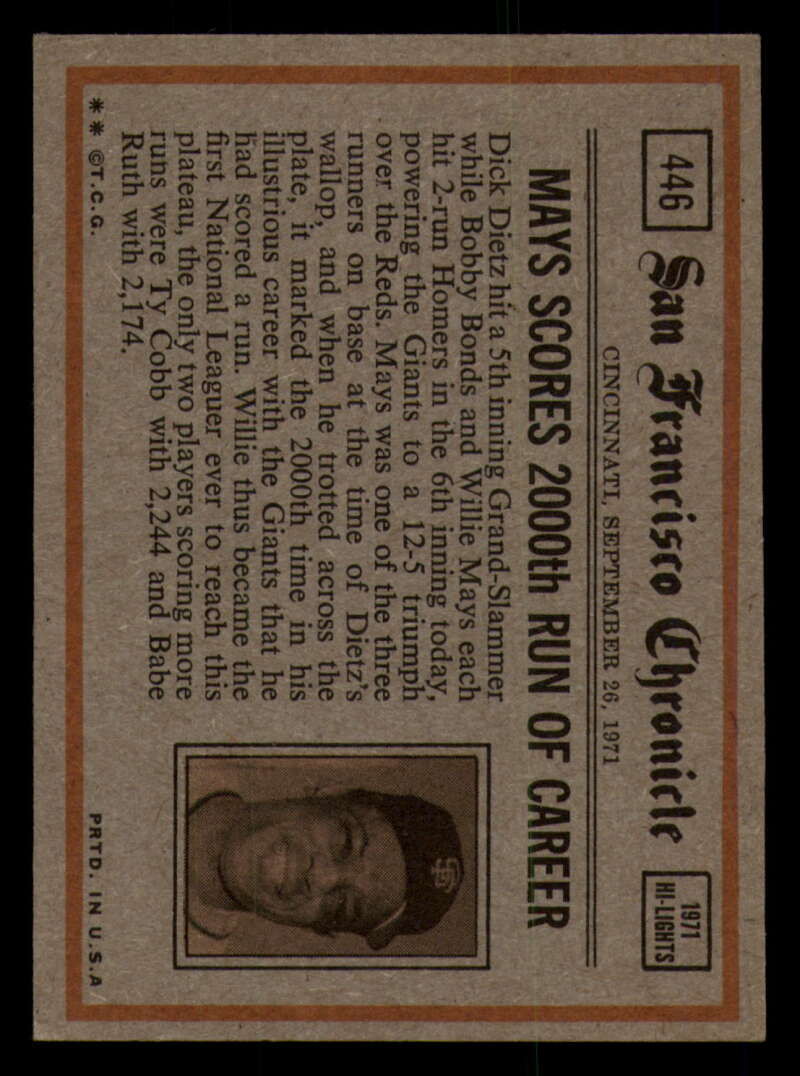 446
San Francisco Chronicle
1971
HI-LIGHTS
CINCINNATI, SEPTEMBER 26, 1971
MAYS SCORES 2000th RUN OF CAREER
Dick Dietz hit a 5th inning Grand-Slammer
while Bobby Bonds and Willie Mays each
hit 2-run Homers in the 6th inning today,
powering the Giants to a 12-5 triumph
over the Reds. Mays was one of the three
runners on base at the time of Dietz's
wallop, and when he trotted across the
plate, it marked the 2000th time in his
illustrious career with the Giants that he
had scored a run. Willie thus became the
first National Leaguer ever to reach this
plateau, the only two players scoring more
runs were Ty Cobb with 2,244 and Babe
Ruth with 2,174.
SF
** ©T.C.G.
PRTD. IN U.S.A